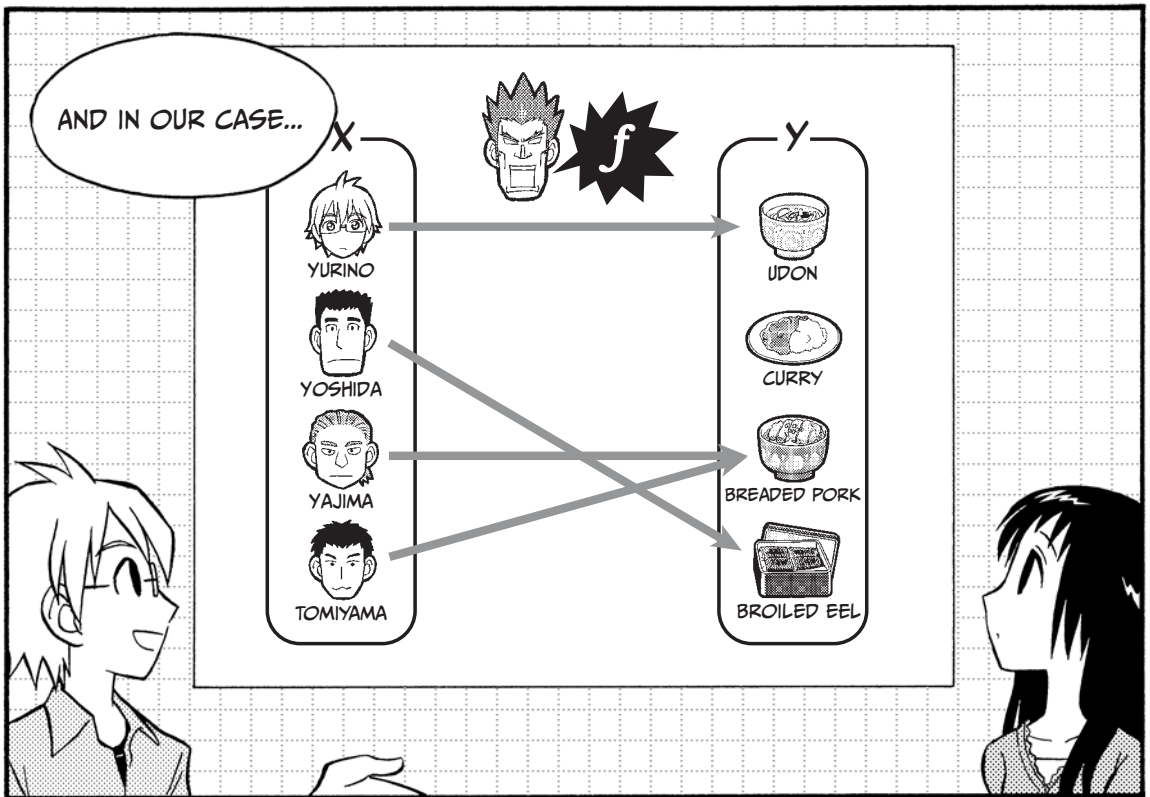 AND IN OUR CASE...
X
f
Y
YURINO
UDON
YOSHIDA
CURRY
YAJIMA
BREADED PORK
TOMIYAMA
BROILED EEL